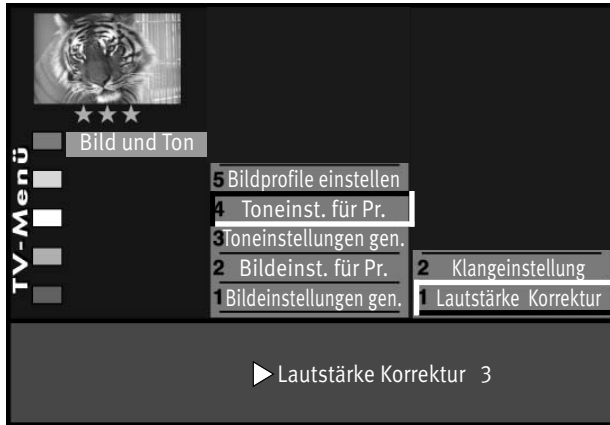 TV-Menü
Bild und Ton
5 Bildprofile einstellen
4 Toneinst. für Pr.
3 Toneinstellungen gen.
2 Bildeinst. für Pr.
1 Bildeinstellungen gen.
2 Klangeinstellung
1 Lautstärke Korrektur
Lautstärke Korrektur 3